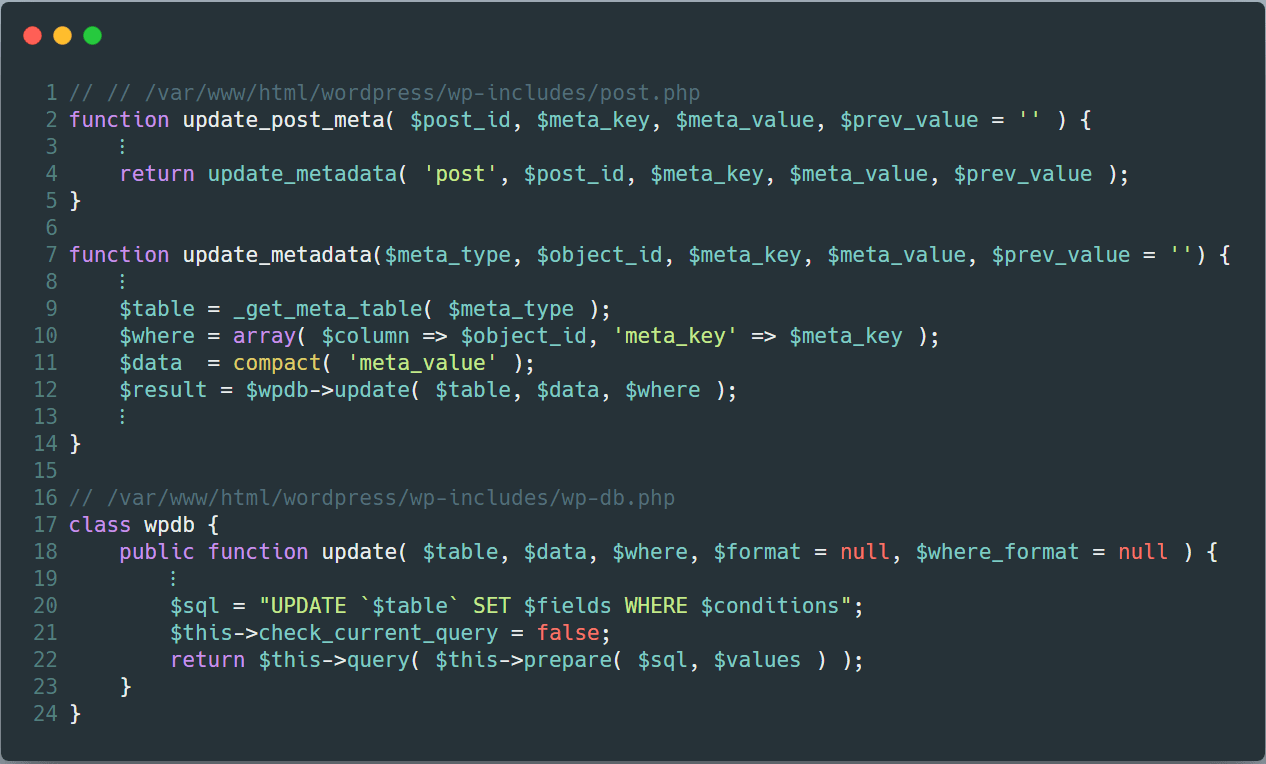 1 // // /var/www/html/wordpress/wp-includes/post.php
2 function update_post_meta( $post_id, $meta_key, $meta_value, $prev_value = '' ) {
3     ⋮
4     return update_metadata( 'post', $post_id, $meta_key, $meta_value, $prev_value );
5 }
6
7 function update_metadata($meta_type, $object_id, $meta_key, $meta_value, $prev_value = '') {
8     ⋮
9     $table = _get_meta_table( $meta_type );
10     $where = array( $column => $object_id, 'meta_key' => $meta_key );
11     $data  = compact( 'meta_value' );
12     $result = $wpdb->update( $table, $data, $where );
13     ⋮
14 }
15
16 // /var/www/html/wordpress/wp-includes/wp-db.php
17 class wpdb {
18     public function update( $table, $data, $where, $format = null, $where_format = null ) {
19         ⋮
20         $sql = "UPDATE `$table` SET $fields WHERE $conditions";
21         $this->check_current_query = false;
22         return $this->query( $this->prepare( $sql, $values ) );
23     }
24 }